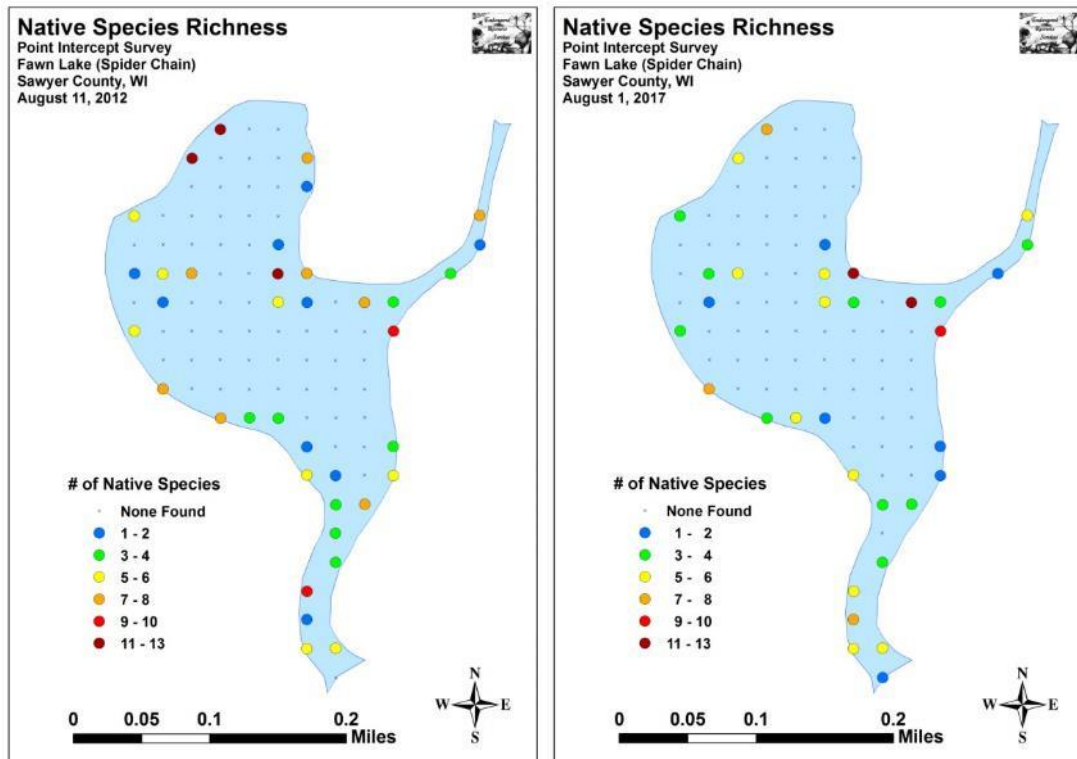 Native Species Richness
Point Intercept Survey
Fawn Lake (Spider Chain)
Sawyer County, WI
August 11, 2012
# of Native Species
None Found
1 - 2
3 - 4
5 - 6
7 - 8
9 - 10
11 - 13
N
W E
S
0 0.05 0.1 0.2
Miles
Native Species Richness
Point Intercept Survey
Fawn Lake (Spider Chain)
Sawyer County, WI
August 1, 2017
# of Native Species
None Found
1 - 2
3 - 4
5 - 6
7 - 8
9 - 10
11 - 13
N
W E
S
0 0.05 0.1 0.2
Miles